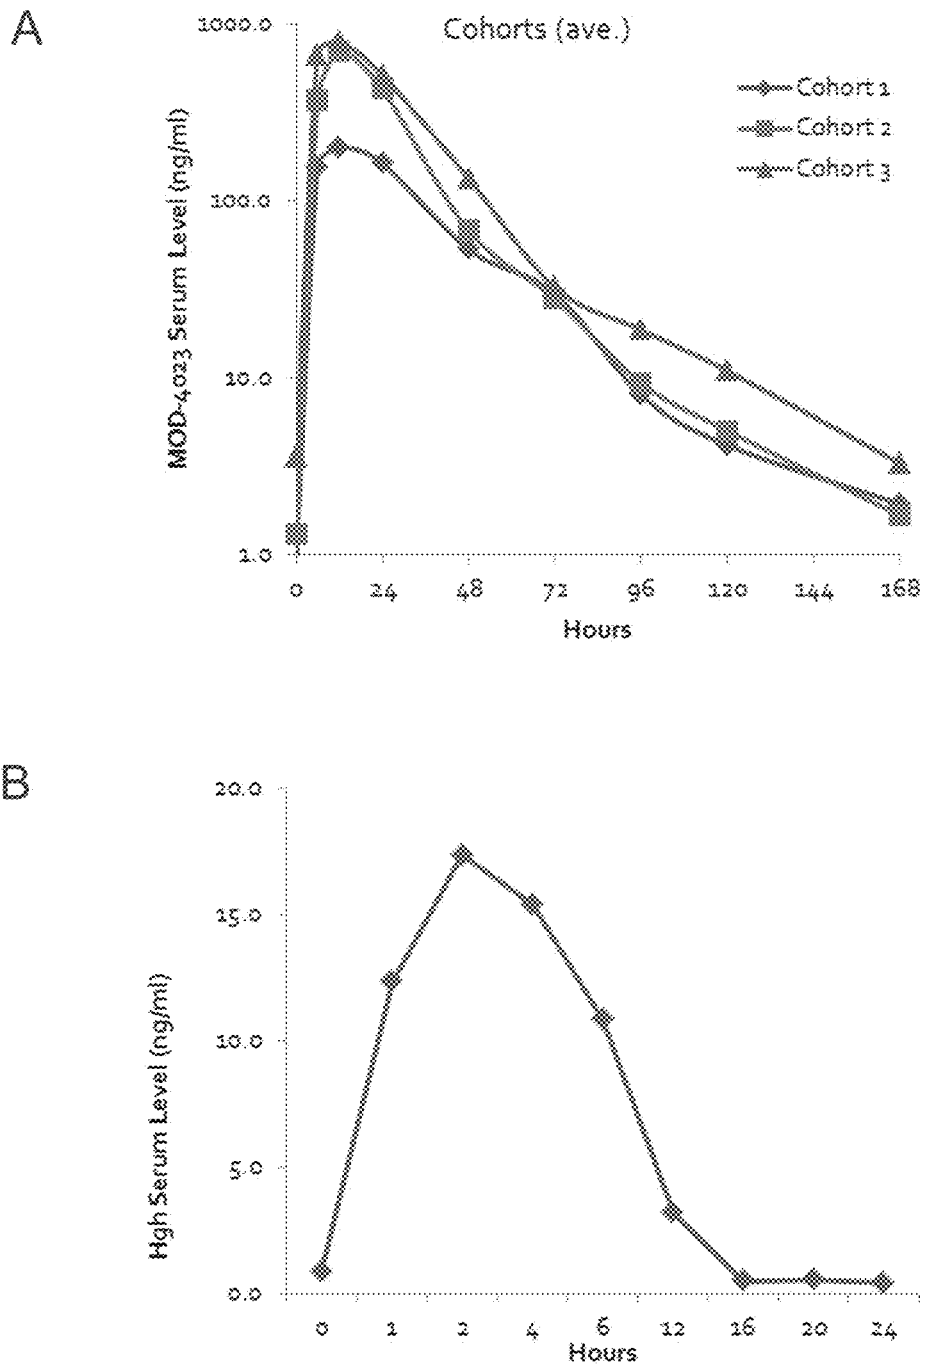 A
Cohorts (ave.)
1000.0
100.0
10.0
1.0
MOD-4023 Serum Level (ng/ml)
Cohort 1
Cohort 2
Cohort 3
0 24 48 72 96 120 144 168
Hours
B
20.0
15.0
10.0
5.0
0.0
Hgh Serum Level (ng/ml)
0 1 2 4 6 12 16 20 24
Hours